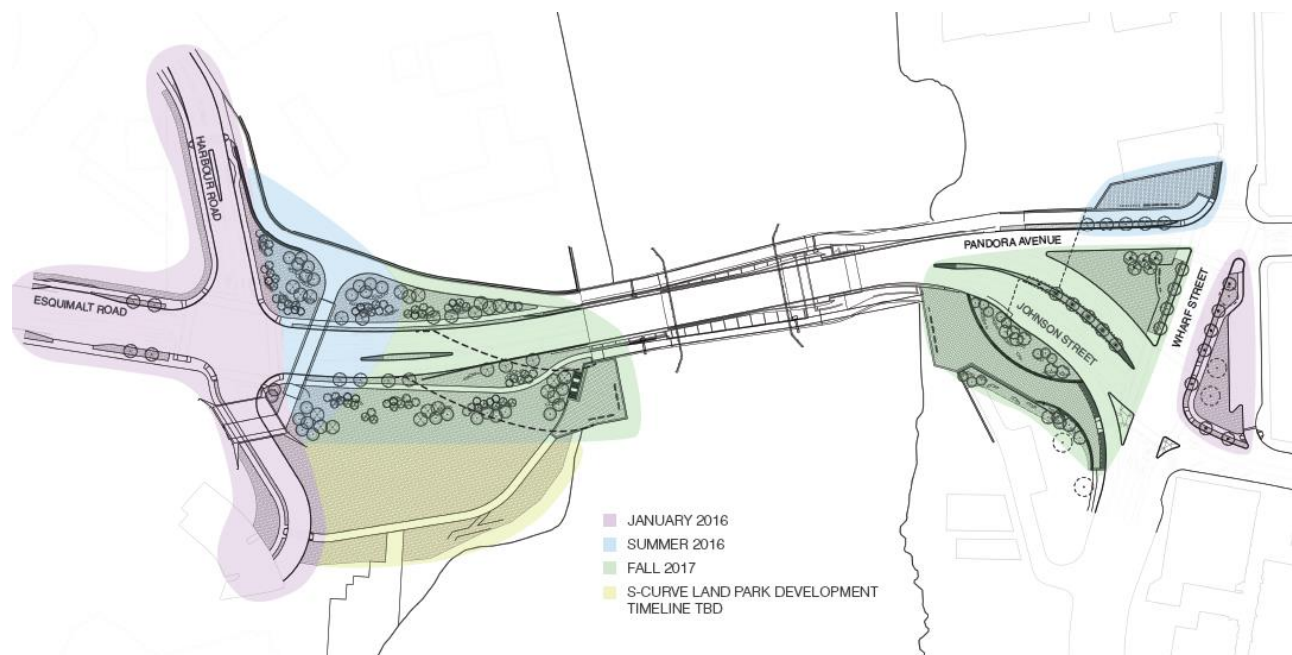 HARBOUR ROAD
ESQUIMALT ROAD
PANDORA AVENUE
JOHNSON STREET
WHARF STREET
JANUARY 2016
SUMMER 2016
FALL 2017
S-CURVE LAND PARK DEVELOPMENT
TIMELINE TBD